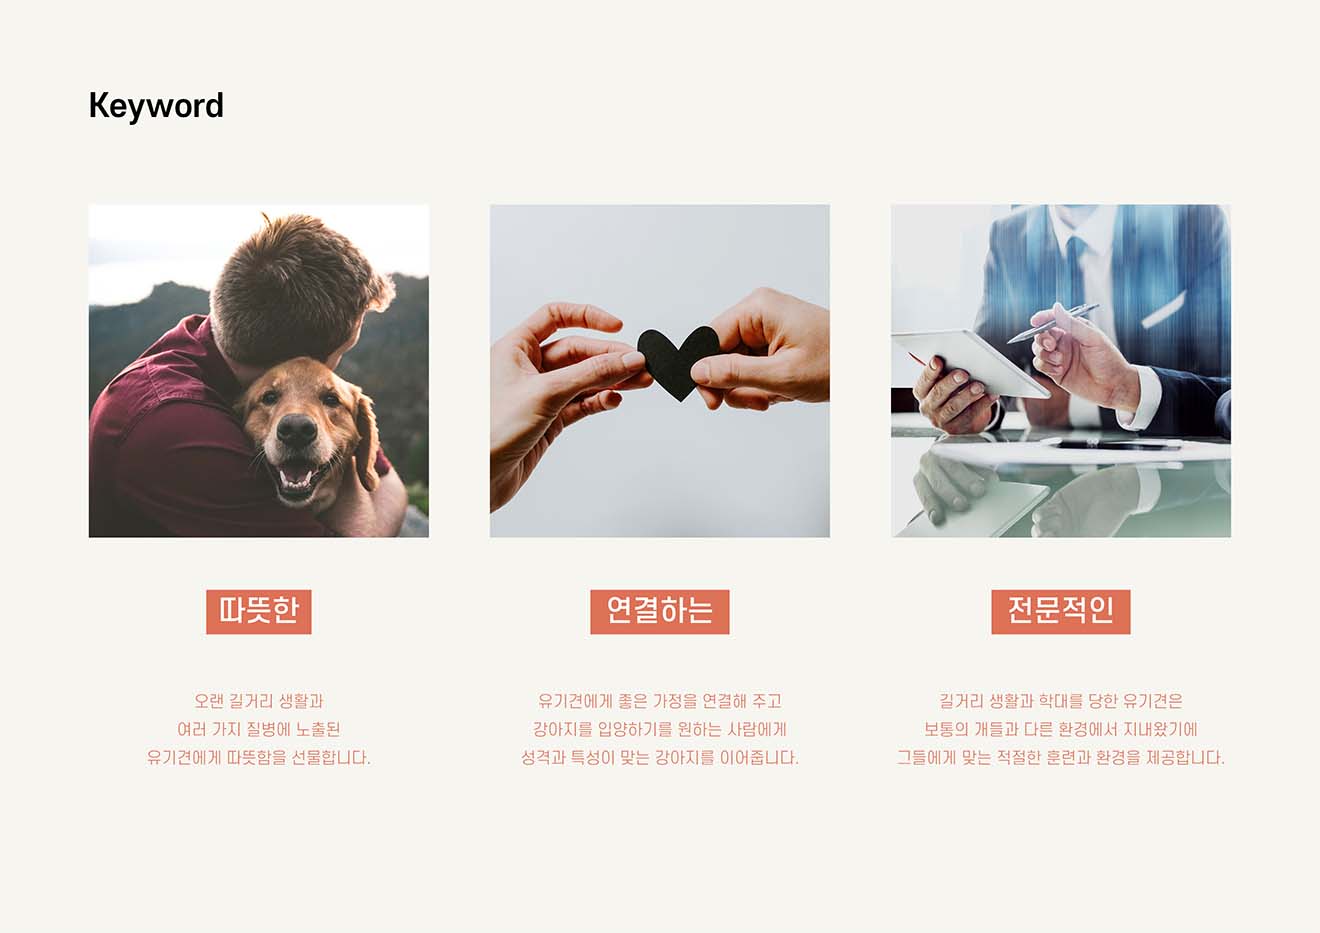 Keyword
따뜻한
오랜 길거리 생활과
여러 가지 질병에 노출된
유기견에게 따뜻함을 선물합니다.
연결하는
유기견에게 좋은 가정을 연결해 주고
강아지를 입양하기를 원하는 사람에게
성격과 특성이 맞는 강아지를 이어줍니다.
전문적인
길거리 생활과 학대를 당한 유기견은
보통의 개들과 다른 환경에서 지내왔기에
그들에게 맞는 적절한 훈련과 환경을 제공합니다.